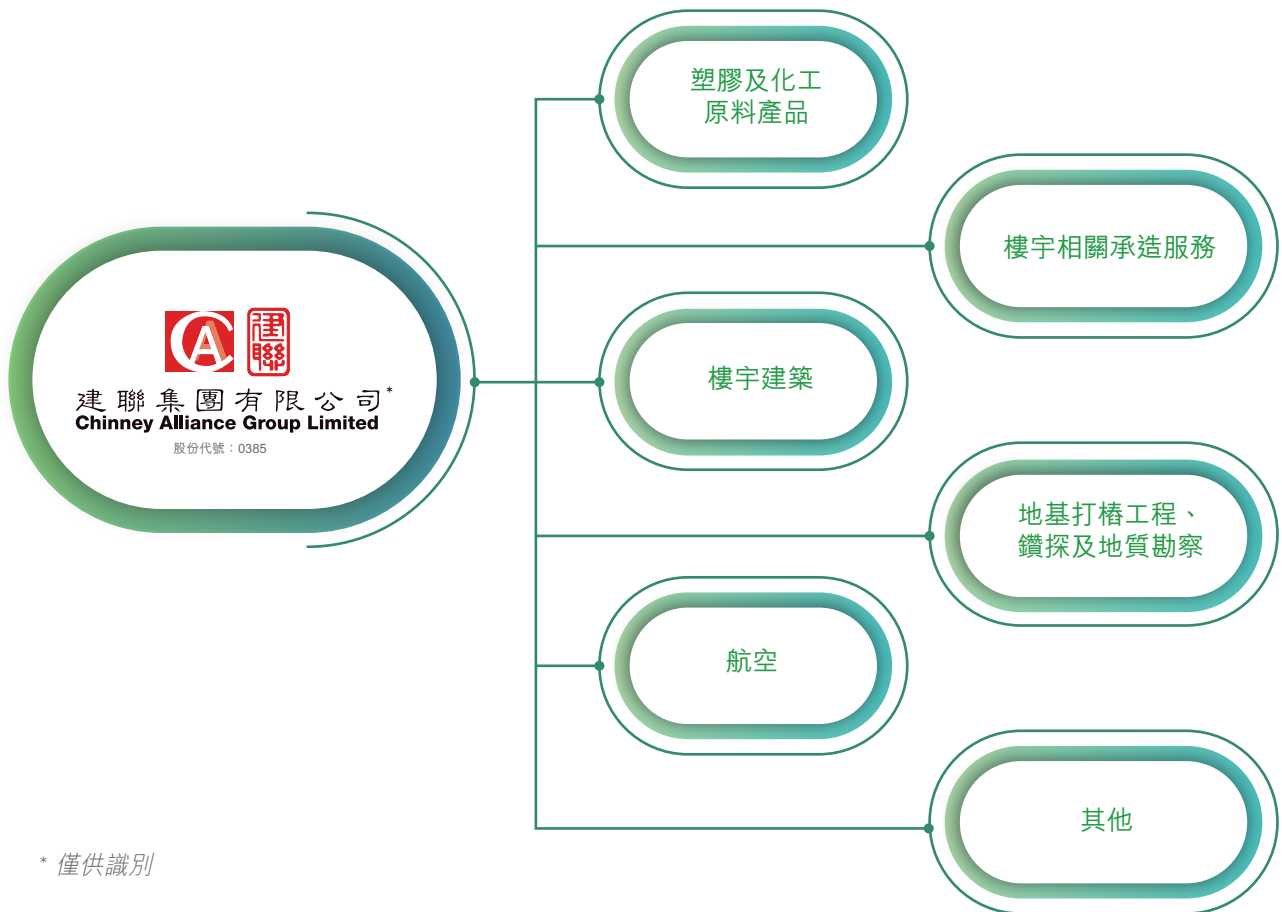 塑膠及化工
原料產品
樓宇相關承造服務
CA
建聯
建聯集團有限公司*
Chinney Alliance Group Limited
股份代號：0385
樓宇建築
地基打樁工程、
鑽探及地質勘察
航空
其他
* 僅供識別